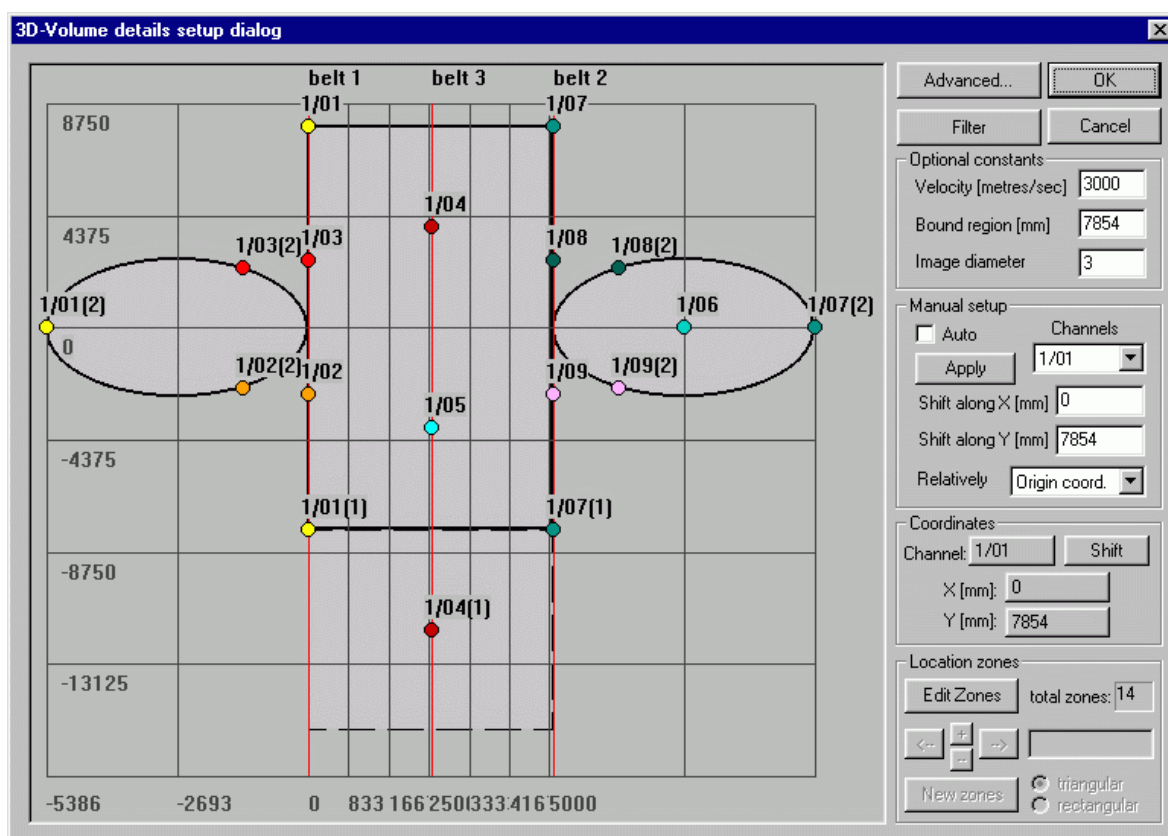 3D-Volume details setup dialog
belt 1 belt 3 belt 2
1/01 1/07
8750
1/04
4375
1/03(2) 1/03 1/08 1/08(2)
1/01(2) 1/06 1/07(2)
0
1/02(2) 1/02 1/09 1/09(2)
1/05
-4375
1/01(1) 1/07(1)
-8750
1/04(1)
-13125
-5386 -2693 0 833 5000
Advanced... OK
Filter Cancel
Optional constants
Velocity [metres/sec] 3000
Bound region [mm] 7854
Image diameter 3
Manual setup
Auto Channels
Apply 1/01
Shift along X [mm] 0
Shift along Y [mm] 7854
Relatively Origin coord.
Coordinates
Channel: 1/01 Shift
X [mm]: 0
Y [mm]: 7854
Location zones
Edit Zones total zones: 14
<-- + -->
--
New zones triangular
rectangular